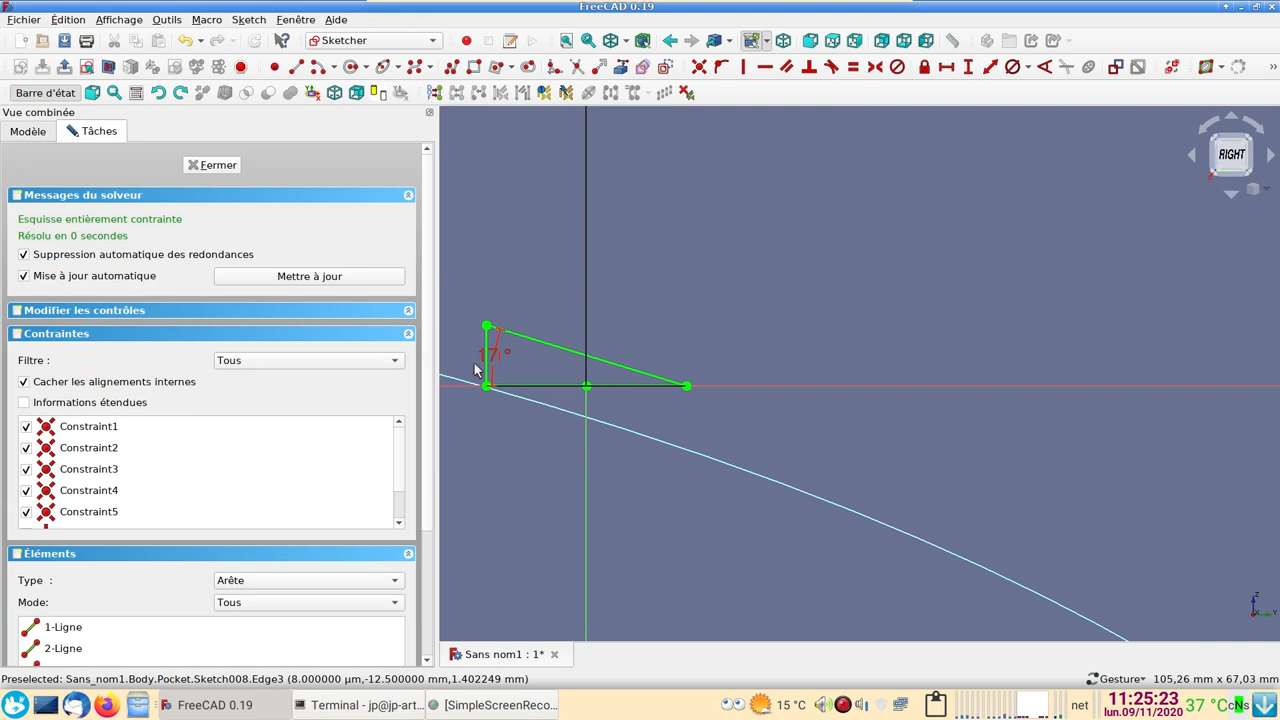 FreeCAD 0.19
Fichier Édition Affichage Outils Macro Sketch Fenêtre Aide
Sketcher
Barre d'état
Vue combinée
Modèle Tâches
Fermer
Messages du solveur
Esquisse entièrement contrainte
Résolu en 0 secondes
Suppression automatique des redondances
Mise à jour automatique Mettre à jour
Modifier les contrôles
Contraintes
Filtre : Tous
Cacher les alignements internes
Informations étendues
Constraint1
Constraint2
Constraint3
Constraint4
Constraint5
Éléments
Type : Arête
Mode: Tous
1-Ligne
2-Ligne
17 °
RIGHT
Z
Y
X
Sans nom1 : 1*
Preselected: Sans_nom1.Body.Pocket.Sketch008.Edge3 (8.000000 µm,-12.500000 mm,1.402249 mm) Gesture 105,26 mm x 67,03 mm
FreeCAD 0.19 Terminal - jp@jp-art... [SimpleScreenReco... 15 °C net 11:25:23 lun.09/11/2020 37 °C